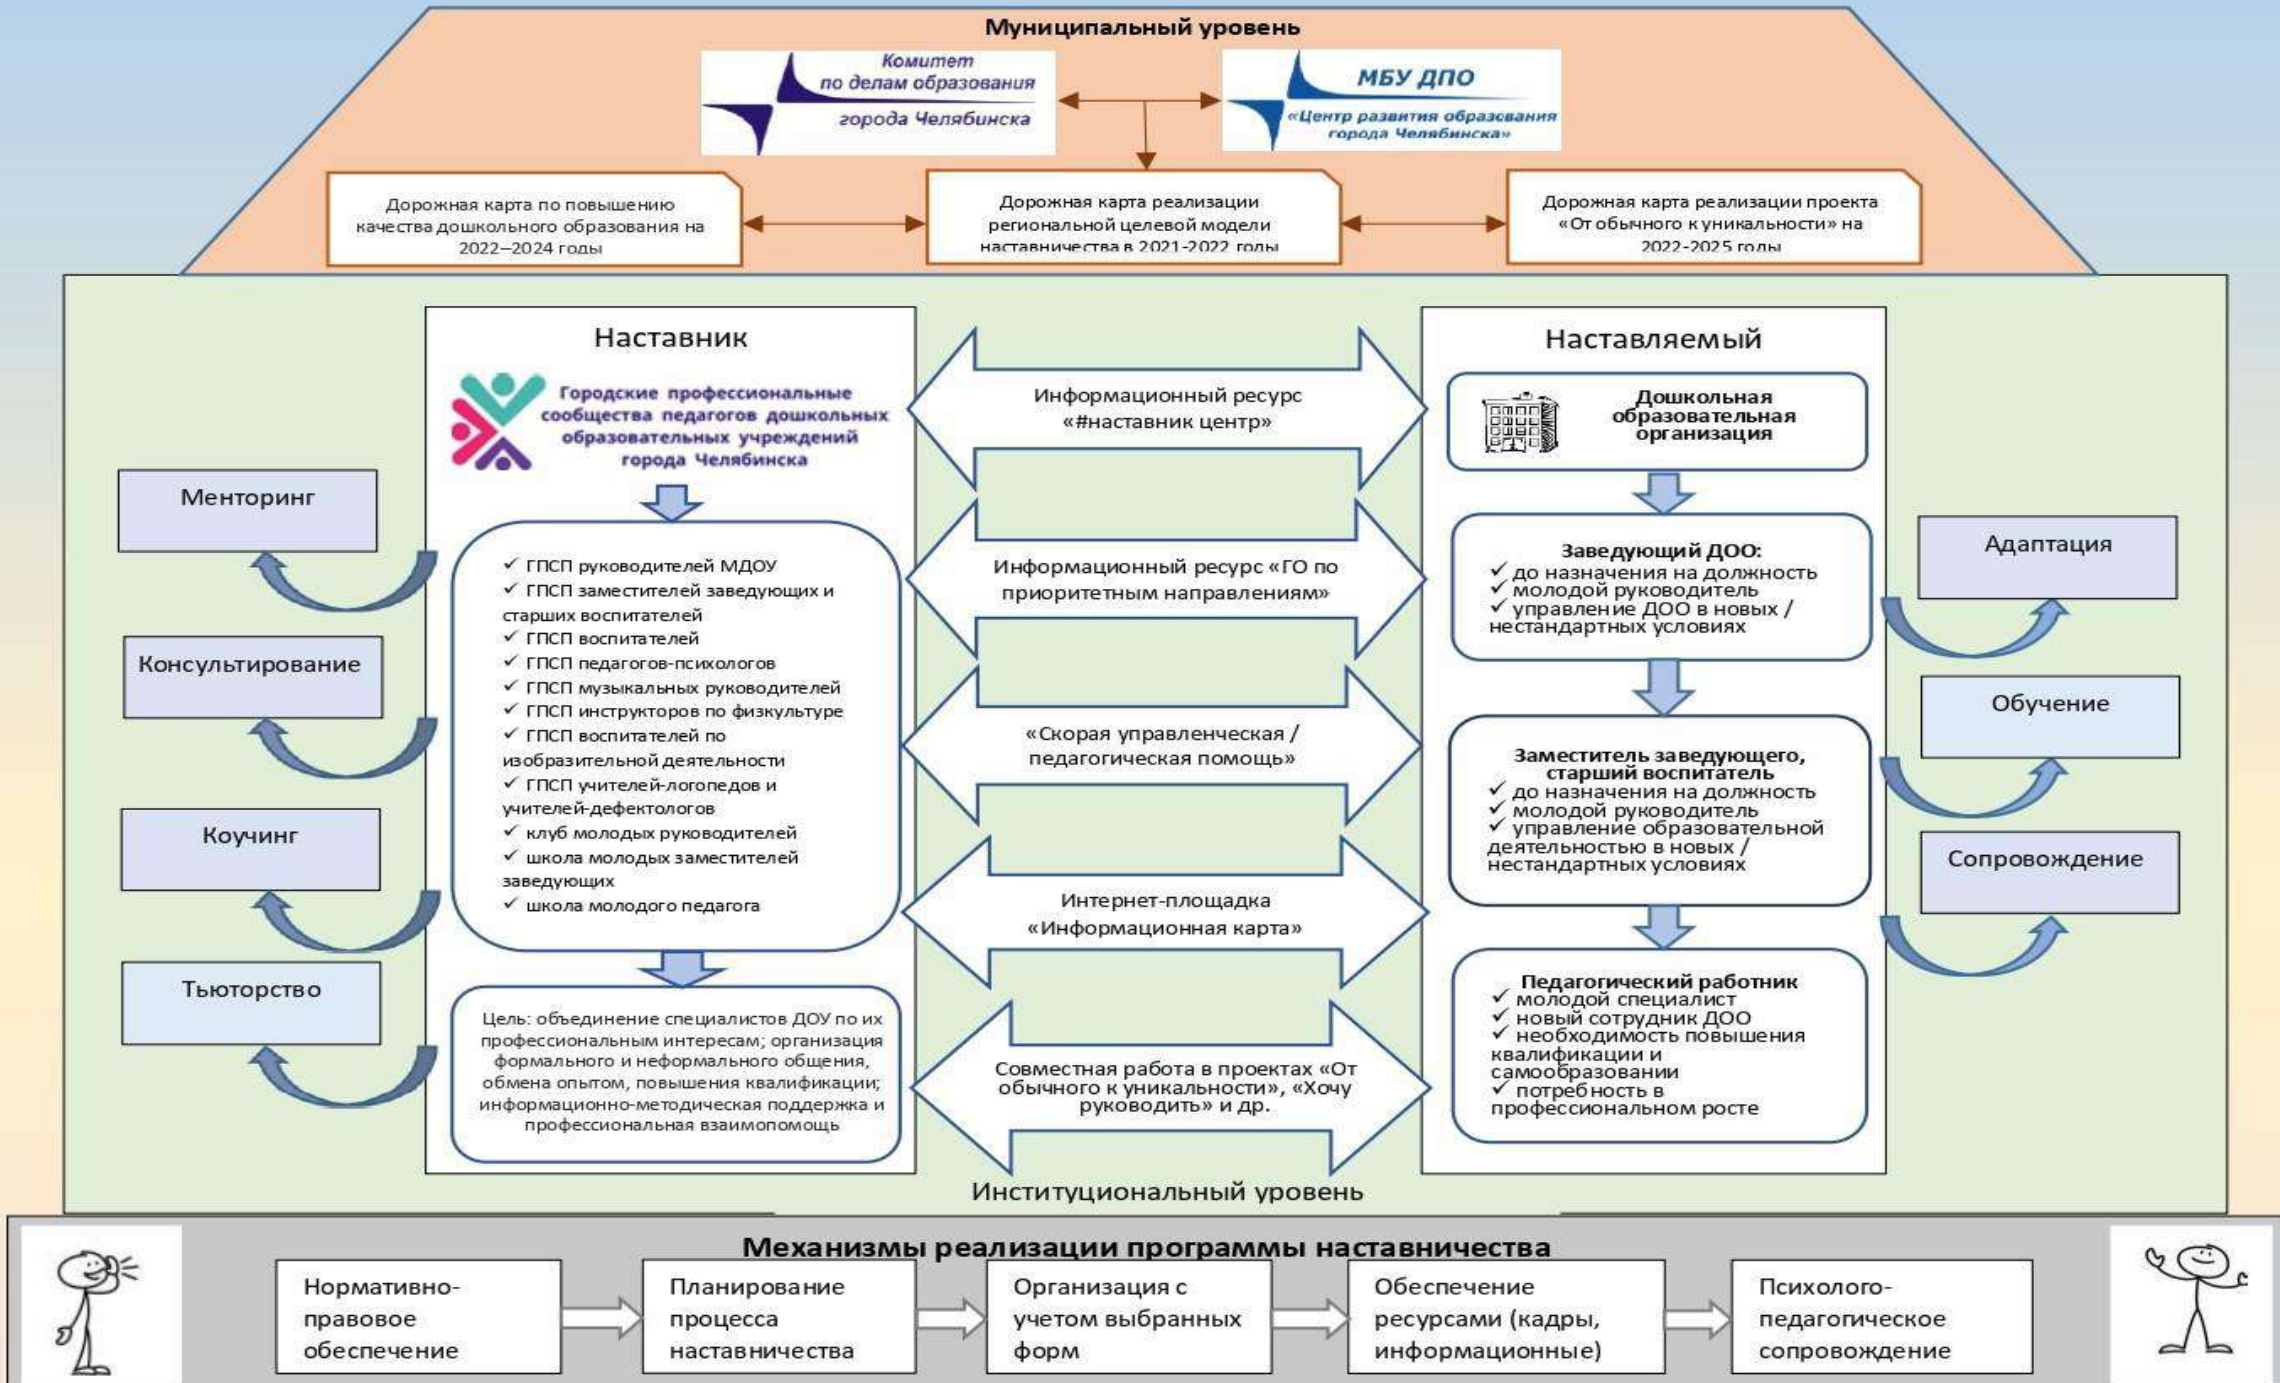 Муниципальный уровень
Комитет
по делам образования
города Челябинска
МБУ ДПО
«Центр развития образования
города Челябинска»
Дорожная карта по повышению
качества дошкольного образования на
2022–2024 годы
Дорожная карта реализации
региональной целевой модели
наставничества в 2021-2022 годы
Дорожная карта реализации проекта
«От обычного к уникальности» на
2022-2025 годы
Наставник
Городские профессиональные
сообщества педагогов дошкольных
образовательных учреждений
города Челябинска
✓ ГПСП руководителей МДОУ
✓ ГПСП заместителей заведующих и
старших воспитателей
✓ ГПСП воспитателей
✓ ГПСП педагогов-психологов
✓ ГПСП музыкальных руководителей
✓ ГПСП инструкторов по физкультуре
✓ ГПСП воспитателей по
изобразительной деятельности
✓ ГПСП учителей-логопедов и
учителей-дефектологов
✓ клуб молодых руководителей
✓ школа молодых заместителей
заведующих
✓ школа молодого педагога
Цель: объединение специалистов ДОУ по их
профессиональным интересам; организация
формального и неформального общения,
обмена опытом, повышения квалификации;
информационно-методическая поддержка и
профессиональная взаимопомощь
Менторинг
Консультирование
Коучинг
Тьюторство
Информационный ресурс
«#наставник центр»
Информационный ресурс «ГО по
приоритетным направлениям»
«Скорая управленческая /
педагогическая помощь»
Интернет-площадка
«Информационная карта»
Совместная работа в проектах «От
обычного к уникальности», «Хочу
руководить» и др.
Наставляемый
Дошкольная
образовательная
организация
Заведующий ДОО:
✓ до назначения на должность
✓ молодой руководитель
✓ управление ДОО в новых /
нестандартных условиях
Заместитель заведующего,
старший воспитатель
✓ до назначения на должность
✓ молодой руководитель
✓ управление образовательной
деятельностью в новых /
нестандартных условиях
Педагогический работник
✓ молодой специалист
✓ новый сотрудник ДОО
✓ необходимость повышения
квалификации и
самообразовании
✓ потребность в
профессиональном росте
Адаптация
Обучение
Сопровождение
Институциональный уровень
Механизмы реализации программы наставничества
Нормативно-
правовое
обеспечение
Планирование
процесса
наставничества
Организация с
учетом выбранных
форм
Обеспечение
ресурсами (кадры,
информационные)
Психолого-
педагогическое
сопровождение